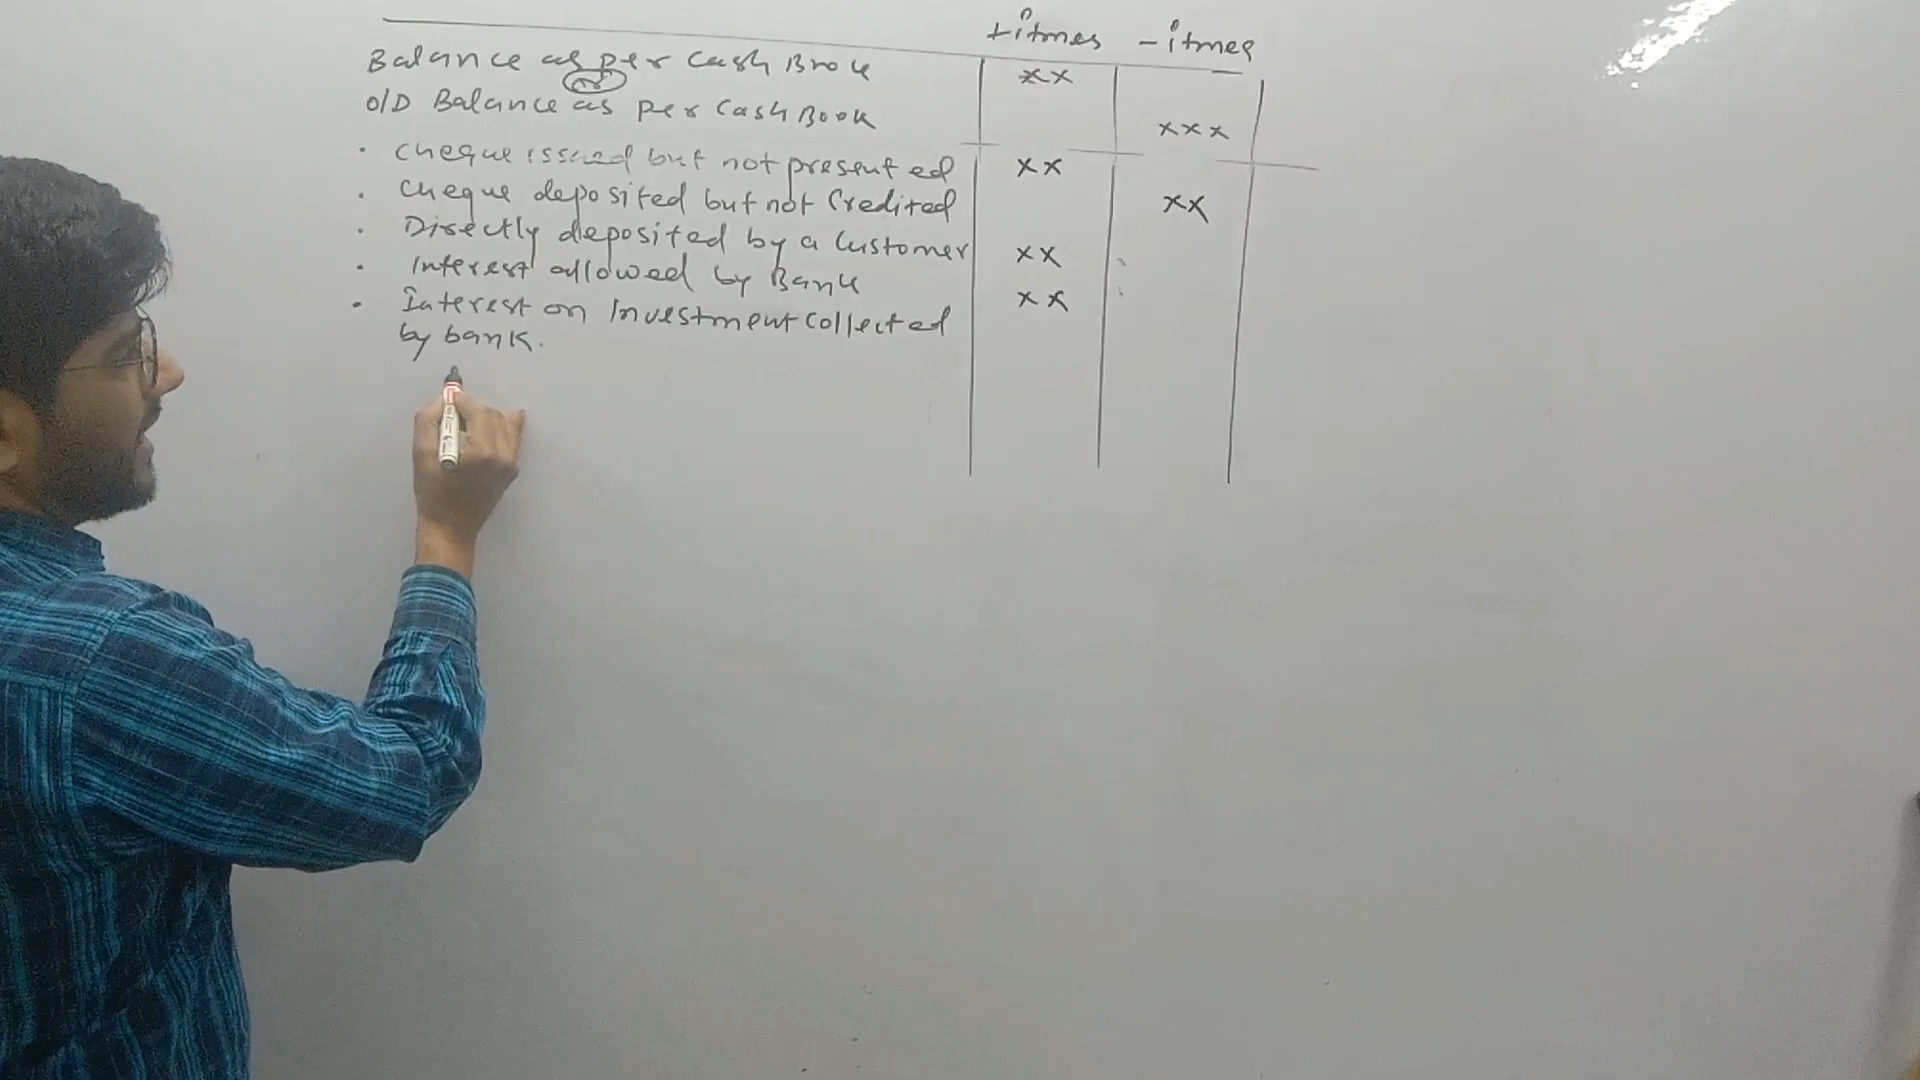 +itmes -itmes
Balance as per Cash Book xx
or
O/D Balance as per Cash Book xxx
• Cheque issued but not presented xx
• Cheque deposited but not Credited xx
• Directly deposited by a Customer xx
• Interest allowed by Bank xx
• Interest on Investment Collected
by bank.